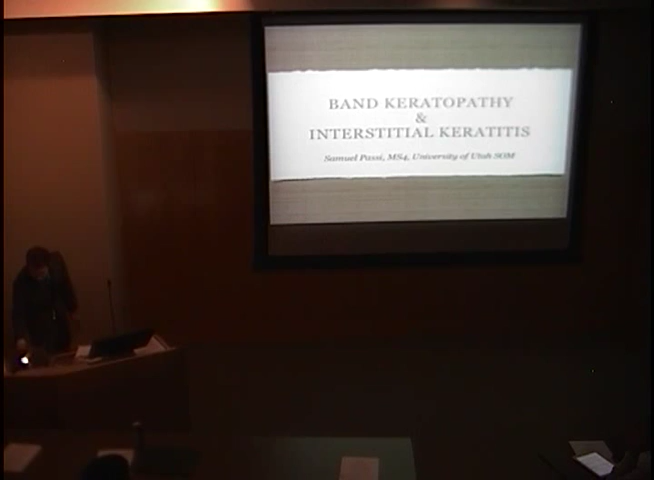 BAND KERATOPATHY
&
INTERSTITIAL KERATITIS
Samuel Passi, MS4, University of Utah SOM